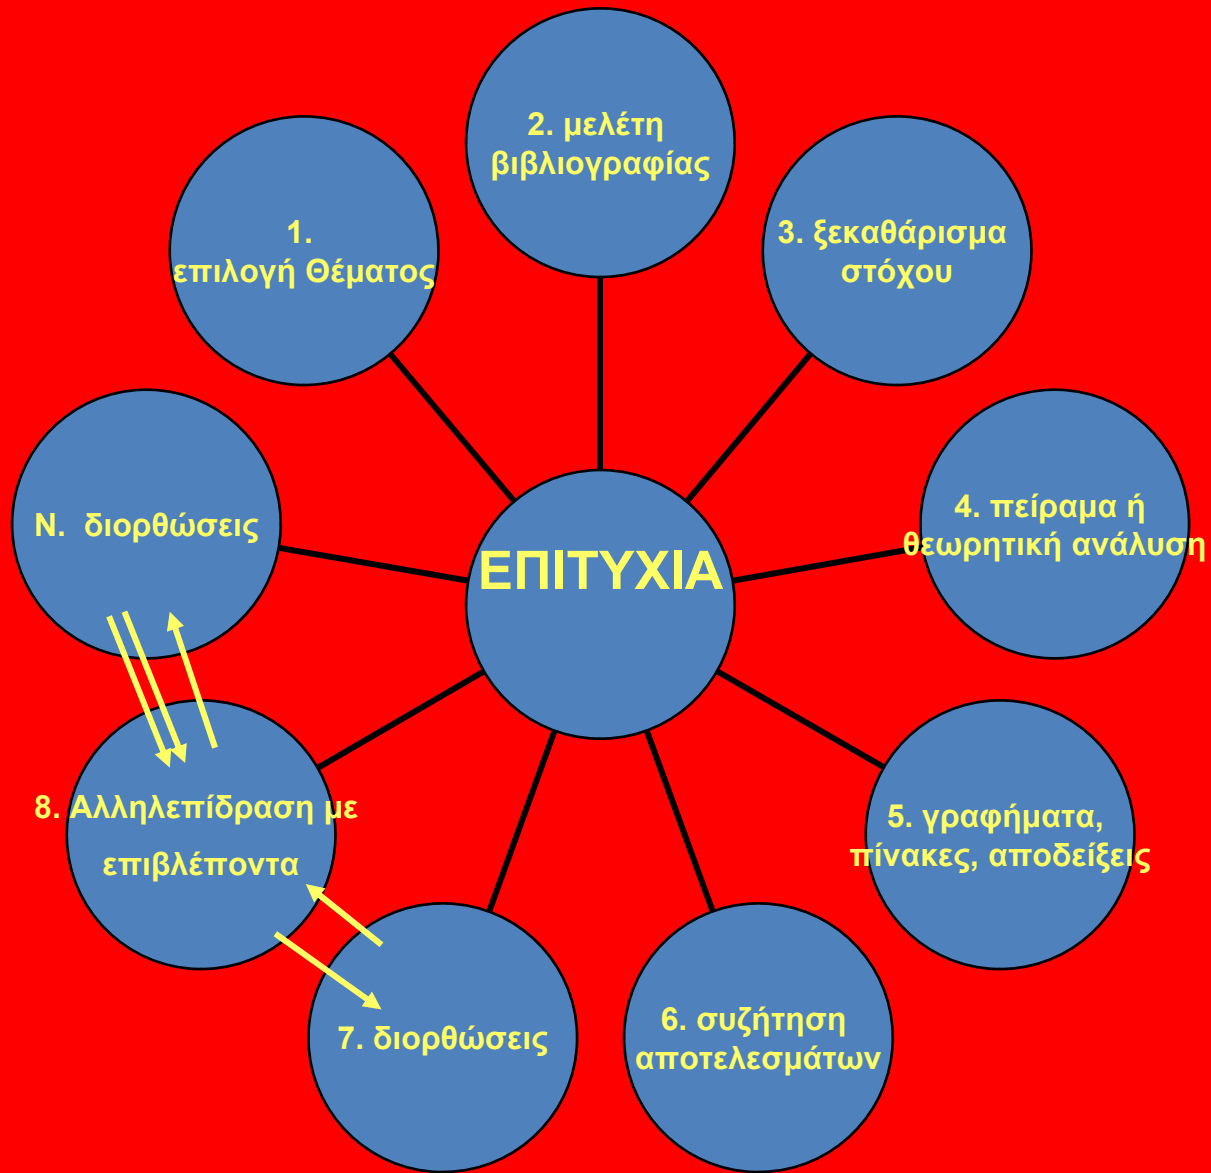 1.
επιλογή Θέματος
2. μελέτη
βιβλιογραφίας
3. ξεκαθάρισμα
στόχου
4. πείραμα ή
θεωρητική ανάλυση
5. γραφήματα,
πίνακες, αποδείξεις
6. συζήτηση
αποτελεσμάτων
7. διορθώσεις
8. Αλληλεπίδραση με
επιβλέποντα
Ν.  διορθώσεις
ΕΠΙΤΥΧΙΑ